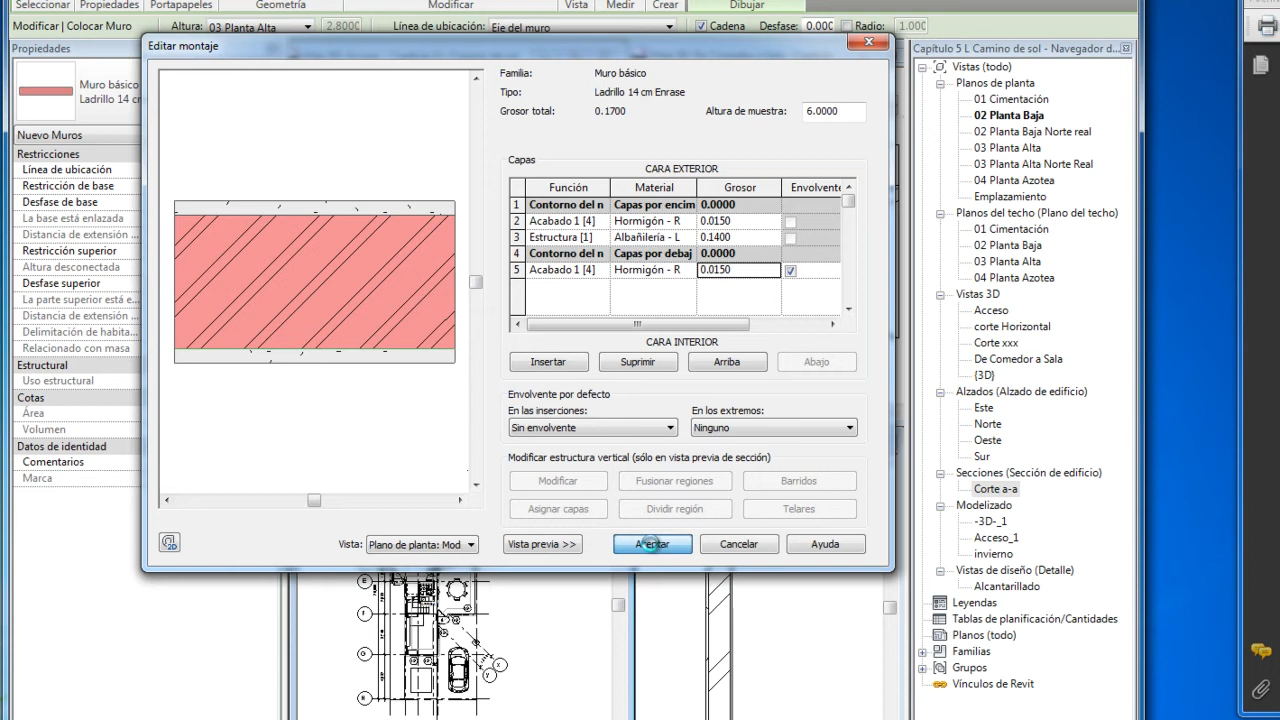 Seleccionar Propiedades Portapapeles Geometría Modificar Vista Medir Crear Dibujar
Modificar | Colocar Muro Altura: 03 Planta Alta 2.8000 Línea de ubicación: Eje del muro Cadena Desfase: 0.000 Radio: 1.000
Propiedades
Muro básico
Ladrillo 14 c
Nuevo Muros
Restricciones
Línea de ubicación
Restricción de base
Desfase de base
La base está enlazada
Distancia de extensión
Restricción superior
Altura desconectada
Desfase superior
La parte superior está e
Distancia de extensión
Delimitación de habita
Relacionado con masa
Estructural
Uso estructural
Cotas
Área
Volumen
Datos de identidad
Comentarios
Marca
Editar montaje
Familia: Muro básico
Tipo: Ladrillo 14 cm Enrase
Grosor total: 0.1700 Altura de muestra: 6.0000
Capas
CARA EXTERIOR
Función Material Grosor Envolvente
1 Contorno del n Capas por encim 0.0000
2 Acabado 1 [4] Hormigón - R 0.0150
3 Estructura [1] Albañilería - L 0.1400
4 Contorno del n Capas por debaj 0.0000
5 Acabado 1 [4] Hormigón - R 0.0150
CARA INTERIOR
Insertar Suprimir Arriba Abajo
Envolvente por defecto
En las inserciones: En los extremos:
Sin envolvente Ninguno
Modificar estructura vertical (sólo en vista previa de sección)
Modificar Fusionar regiones Barridos
Asignar capas Dividir región Telares
Vista: Plano de planta: Mod Vista previa >> Aceptar Cancelar Ayuda
Capítulo 5 L Camino de sol - Navegador d...
Vistas (todo)
Planos de planta
01 Cimentación
02 Planta Baja
02 Planta Baja Norte real
03 Planta Alta
03 Planta Alta Norte Real
04 Planta Azotea
Emplazamiento
Planos del techo (Plano del techo)
01 Cimentación
02 Planta Baja
03 Planta Alta
04 Planta Azotea
Vistas 3D
Acceso
corte Horizontal
Corte xxx
De Comedor a Sala
{3D}
Alzados (Alzado de edificio)
Este
Norte
Oeste
Sur
Secciones (Sección de edificio)
Corte a-a
Modelizado
-3D-_1
Acceso_1
invierno
Vistas de diseño (Detalle)
Alcantarillado
Leyendas
Tablas de planificación/Cantidades
Planos (todo)
Familias
Grupos
Vínculos de Revit